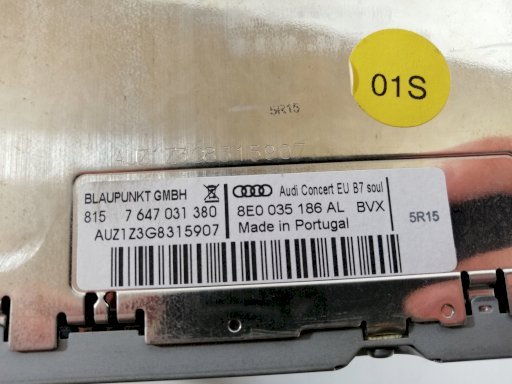 01S
5R15
AUZ1Z3G8315907
BLAUPUNKT GMBH
815 7 647 031 380
AUZ1Z3G8315907
Audi Concert EU B7 soul
8E0 035 186 AL BVX
Made in Portugal
5R15